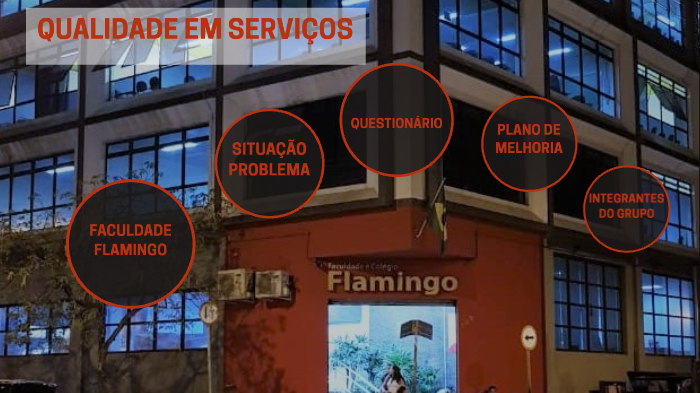 QUALIDADE EM SERVIÇOS
FACULDADE
FLAMINGO
SITUAÇÃO
PROBLEMA
QUESTIONÁRIO
PLANO DE
MELHORIA
INTEGRANTES
DO GRUPO
Faculdade e Colégio
Flamingo